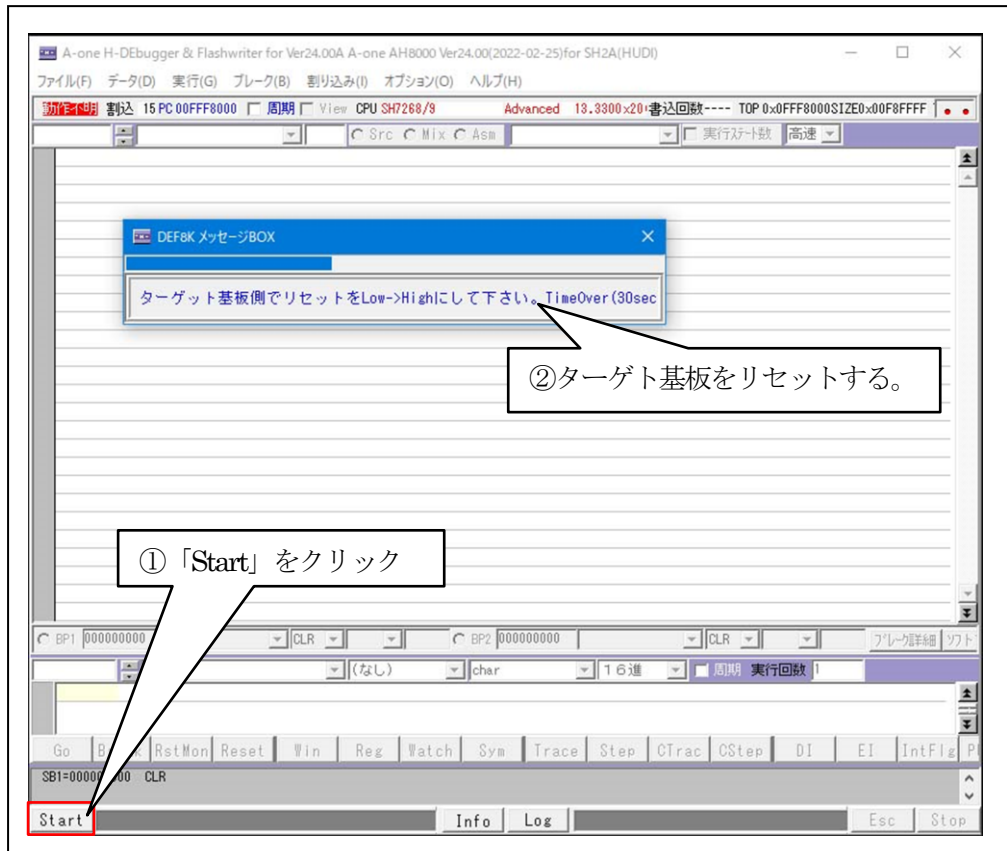 A-one H-DEbugger & Flashwriter for Ver24.00A A-one AH8000 Ver24.00(2022-02-25)for SH2A(HUDI)
ファイル(F) データ(D) 実行(G) ブレーク(B) 割り込み(I) オプション(O) ヘルプ(H)
動作不明 割込 15 PC 00FFF8000 周期 View CPU SH7268/9 Advanced 13.3300×20 書込回数---- TOP 0x0FFF8000SIZE0x00F8FFFF
Src Mix Asm 実行ステート数 高速
DEF8K メッセージBOX
ターゲット基板側でリセットをLow->Highにして下さい。TimeOver(30sec
②ターゲト基板をリセットする。
①「Start」をクリック
BP1 000000000 CLR BP2 000000000 CLR ブレーク詳細 ソフト
(なし) char 16進 周期 実行回数 1
Go RstMon Reset Win Reg Watch Sym Trace Step CTrac CStep DI EI IntFlg
SB1=00000 000 CLR
Start Info Log Esc Stop